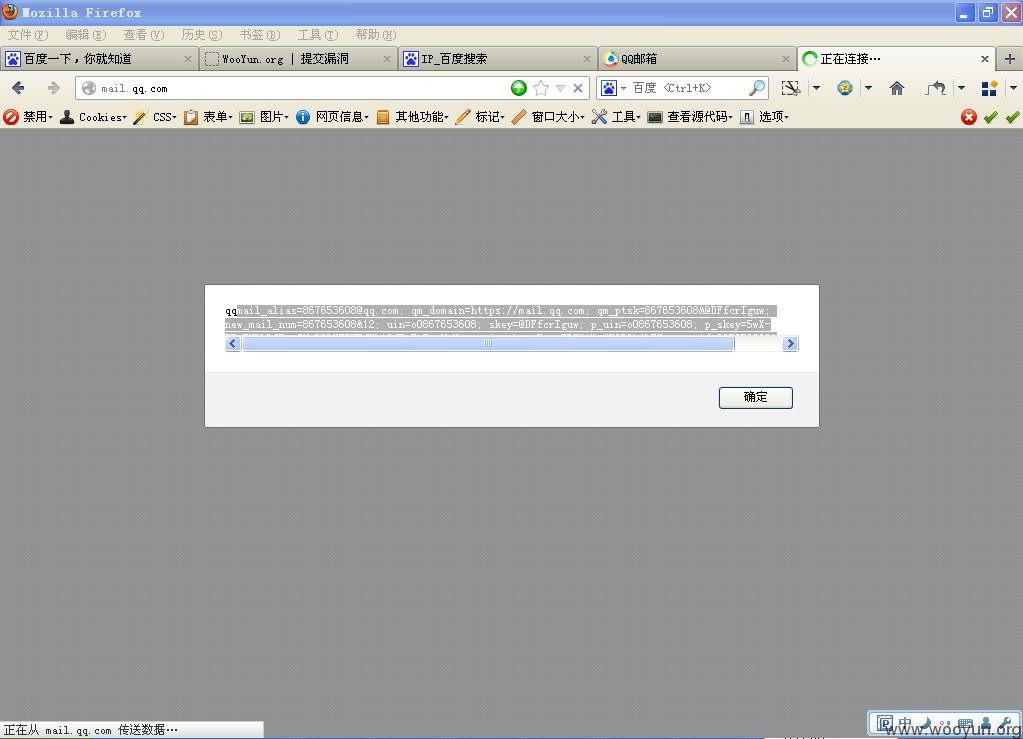 Mozilla Firefox
文件(F) 编辑(E) 查看(V) 历史(S) 书签(B) 工具(T) 帮助(H)
百度一下，你就知道 WooYun.org | 提交漏洞 IP_百度搜索 QQ邮箱 正在连接…
mail.qq.com 百度 <Ctrl+K>
禁用 Cookies CSS 表单 图片 网页信息 其他功能 标记 窗口大小 工具 查看源代码 选项
qqmail_alias=867653608@qq.com; qm_domain=https://mail.qq.com; qm_ptsk=867653608&@DFfcrIguw;
new_mail_num=867653608&12; uin=o0867653608; skey=@DFfcrIguw; p_uin=o0867653608; p_skey=5wX-
确定
正在从 mail.qq.com 传送数据…
中
www.wooyun.org